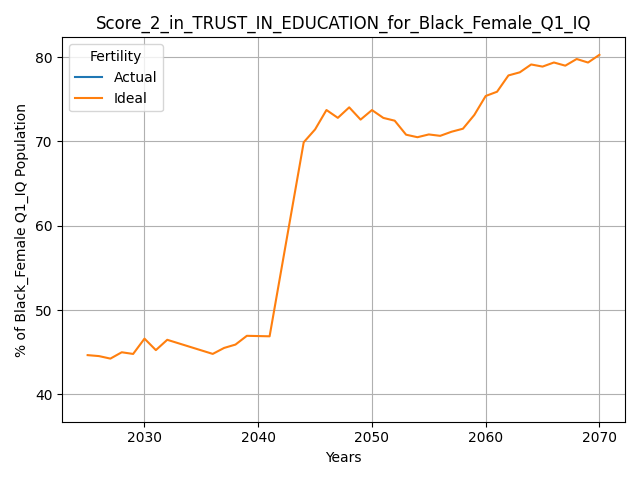 Score_2_in_TRUST_IN_EDUCATION_for_Black_Female_Q1_IQ
Fertility
Actual
Ideal
% of Black_Female Q1_IQ Population
80
70
60
50
40
2030 2040 2050 2060 2070
Years